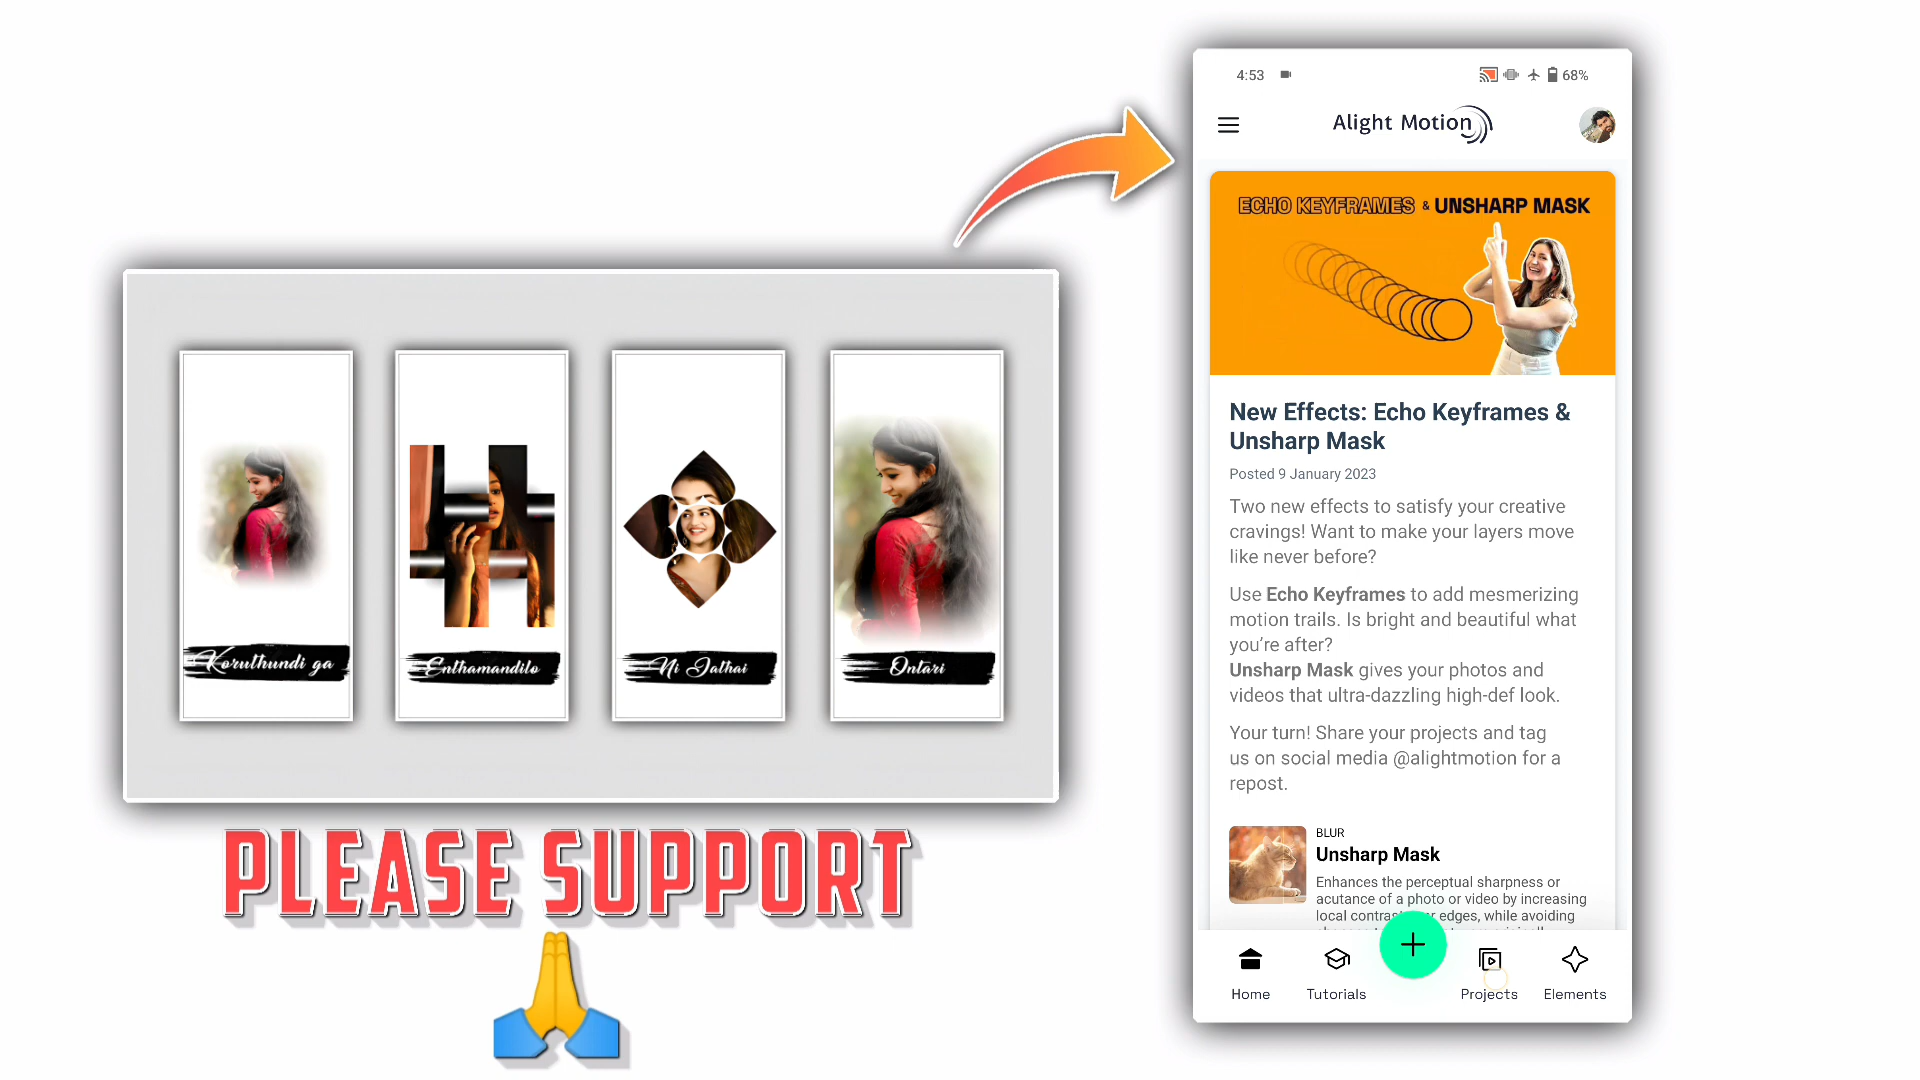 Koruthundi ga
Enthamandilo
Ni Jathai
Ontari
PLEASE SUPPORT
4:53
68%
Alight Motion
ECHO KEYFRAMES & UNSHARP MASK
New Effects: Echo Keyframes &
Unsharp Mask
Posted 9 January 2023
Two new effects to satisfy your creative
cravings! Want to make your layers move
like never before?
Use Echo Keyframes to add mesmerizing
motion trails. Is bright and beautiful what
you’re after?
Unsharp Mask gives your photos and
videos that ultra-dazzling high-def look.
Your turn! Share your projects and tag
us on social media @alightmotion for a
repost.
BLUR
Unsharp Mask
Enhances the perceptual sharpness or
acutance of a photo or video by increasing
local edges, while avoiding
Home
Tutorials
Projects
Elements